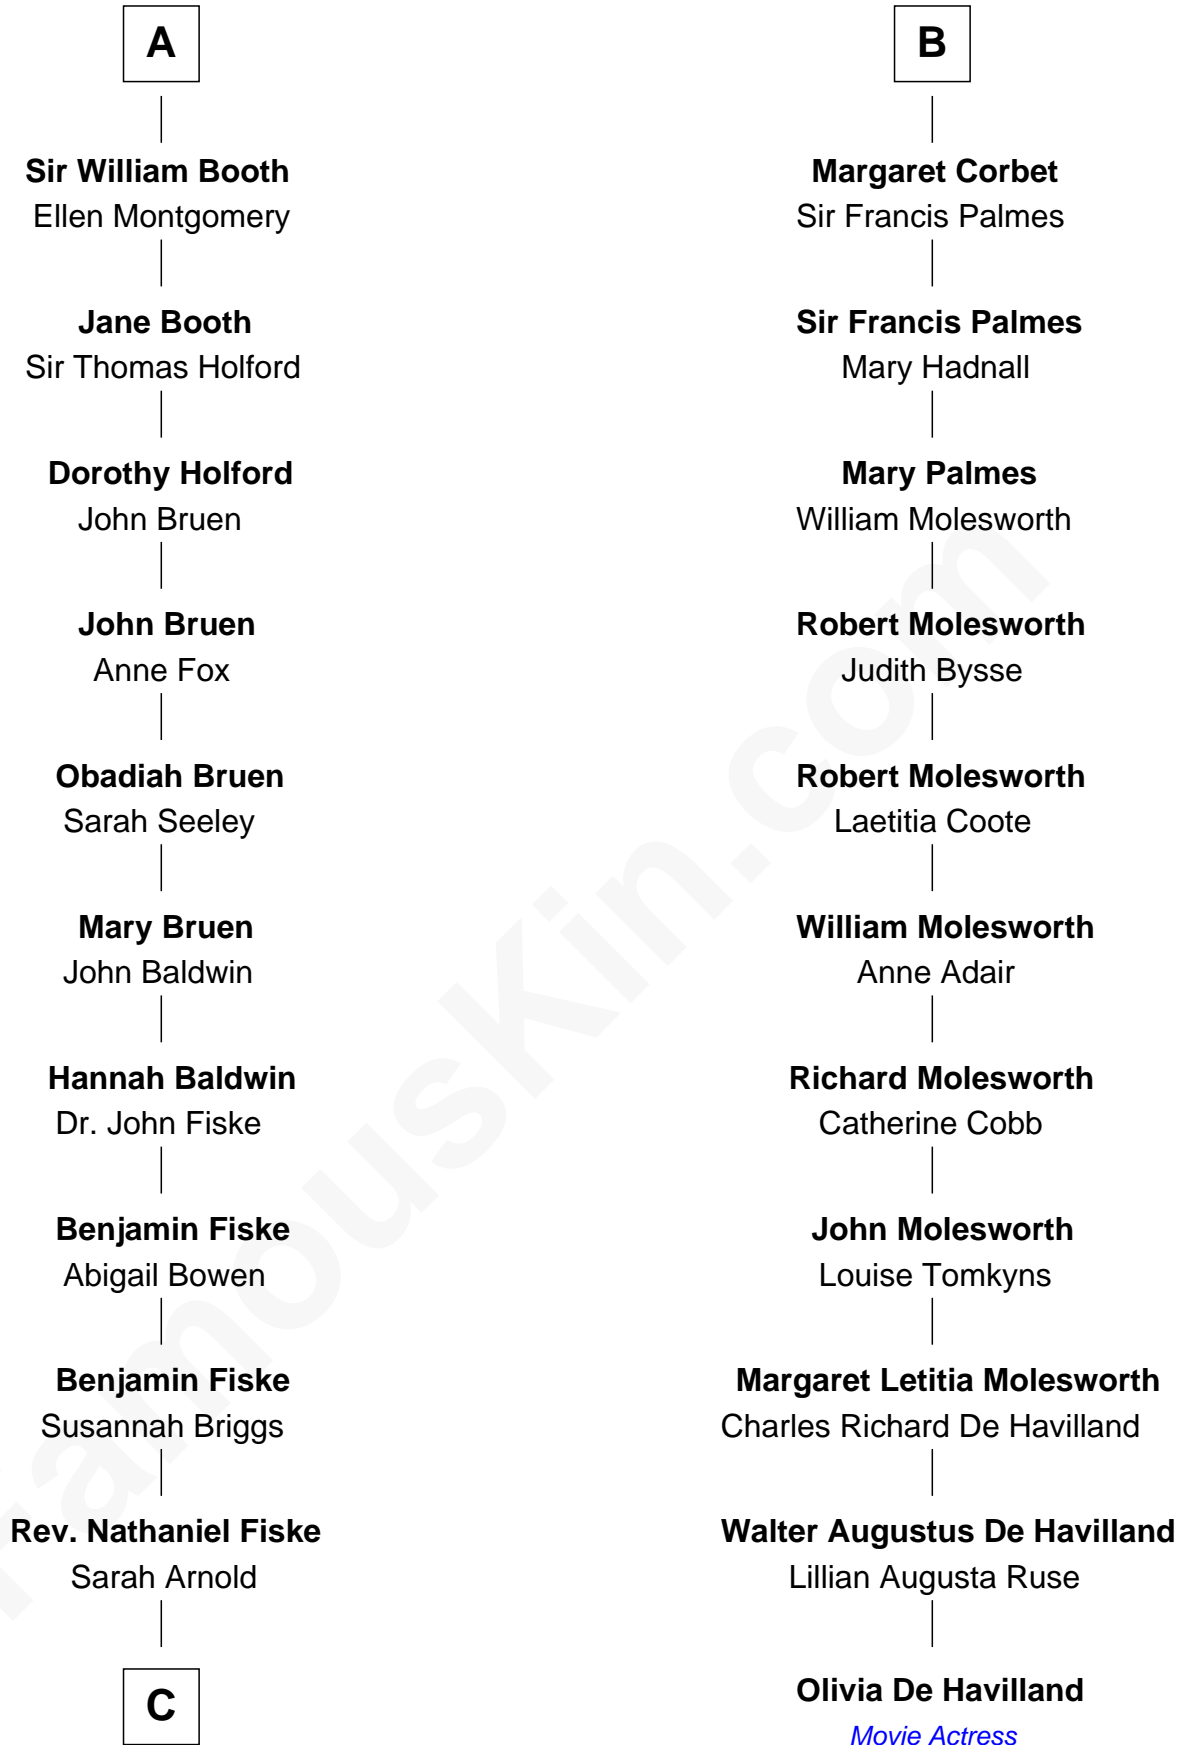 A
Sir William Booth
Ellen Montgomery
Jane Booth
Sir Thomas Holford
Dorothy Holford
John Bruen
John Bruen
Anne Fox
Obadiah Bruen
Sarah Seeley
Mary Bruen
John Baldwin
Hannah Baldwin
Dr. John Fiske
Benjamin Fiske
Abigail Bowen
Benjamin Fiske
Susannah Briggs
Rev. Nathaniel Fiske
Sarah Arnold
C
B
Margaret Corbet
Sir Francis Palmes
Sir Francis Palmes
Mary Hadnall
Mary Palmes
William Molesworth
Robert Molesworth
Judith Bysse
Robert Molesworth
Laetitia Coote
William Molesworth
Anne Adair
Richard Molesworth
Catherine Cobb
John Molesworth
Louise Tomkyns
Margaret Letitia Molesworth
Charles Richard De Havilland
Walter Augustus De Havilland
Lillian Augusta Ruse
Olivia De Havilland
Movie Actress
FamousKin.com